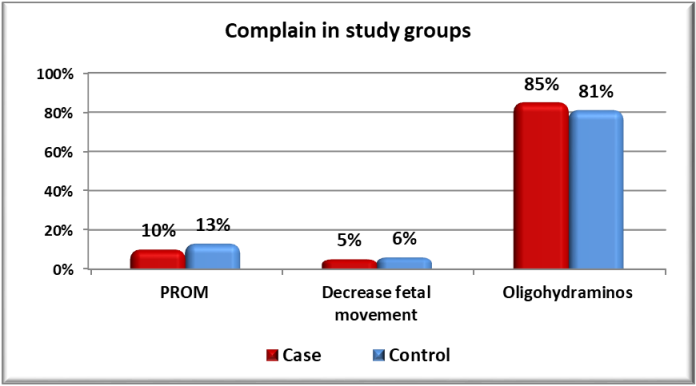 Complain in study groups
100%
80%
60%
40%
20%
0%
10%
13%
5%
6%
85%
81%
PROM
Decrease fetal
movement
Oligohydraminos
Case
Control